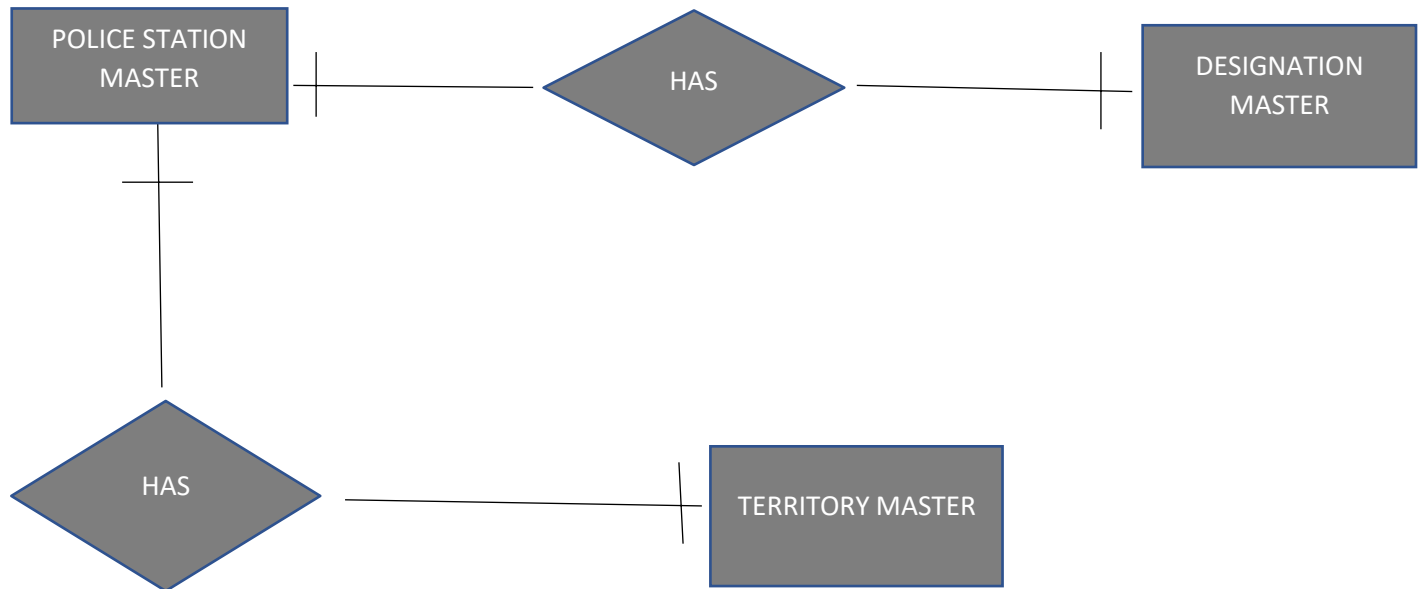 POLICE STATION
MASTER
HAS
DESIGNATION
MASTER
HAS
TERRITORY MASTER